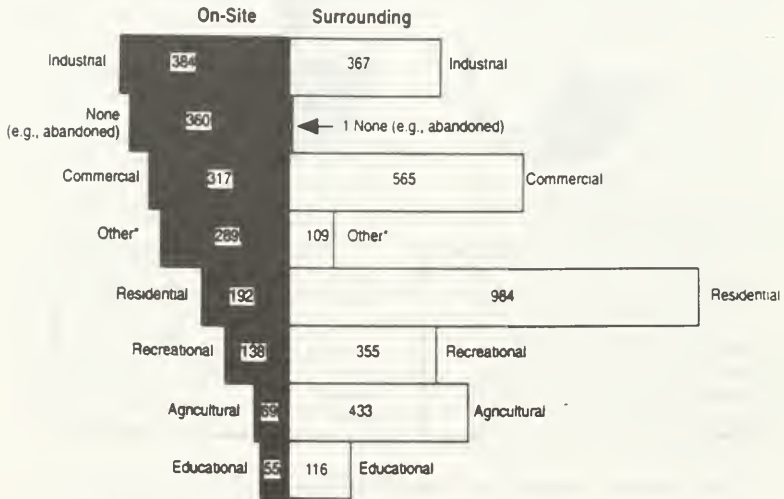 On-Site Surrounding
Industrial 384 367 Industrial
None
(e.g., abandoned) 360 1 None (e.g., abandoned)
Commercial 317 565 Commercial
Other* 289 109 Other*
Residential 192 984 Residential
Recreational 138 355 Recreational
Agricultural 69 433 Agricultural
Educational 55 116 Educational